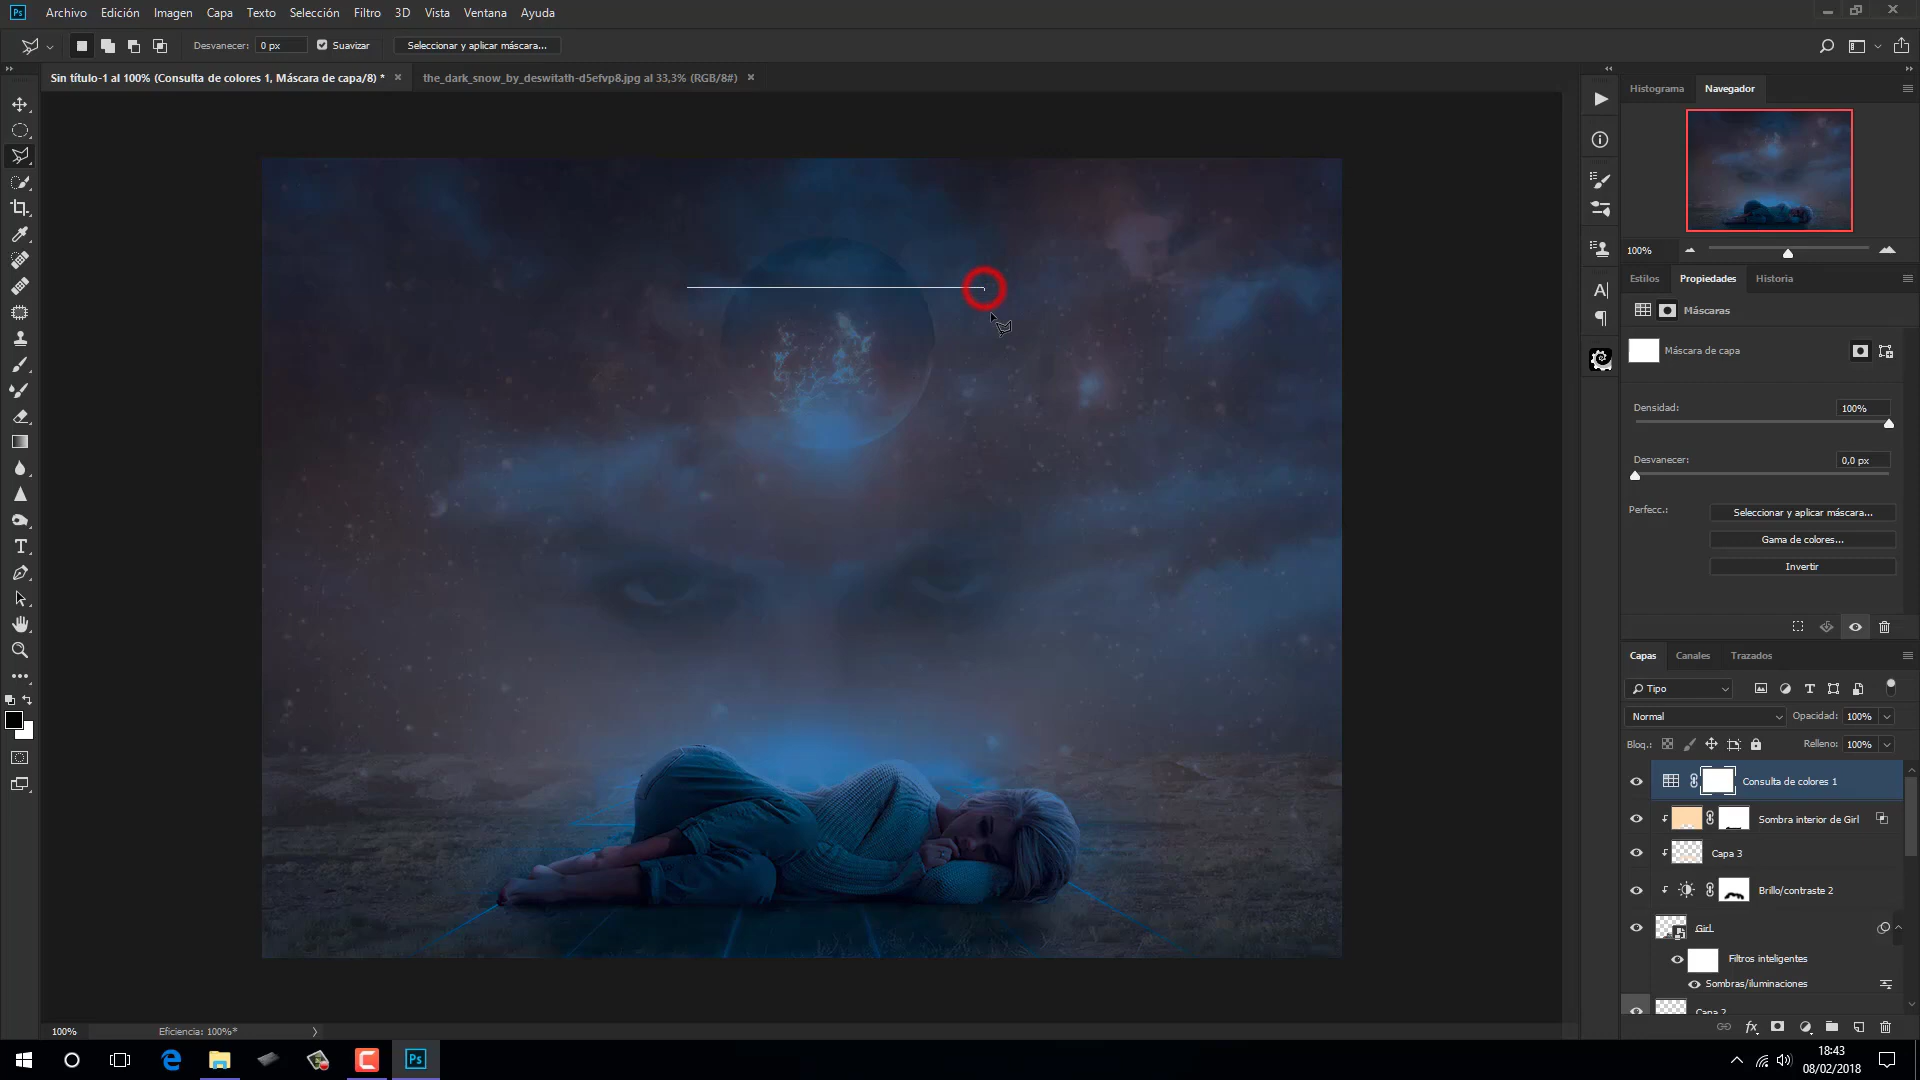 Ps Archivo Edición Imagen Capa Texto Selección Filtro 3D Vista Ventana Ayuda
Desvanecer: 0 px Suavizar Seleccionar y aplicar máscara...
Sin título-1 al 100% (Consulta de colores 1, Máscara de capa/8) * × the_dark_snow_by_deswitath-d5efvp8.jpg al 33,3% (RGB/8#) ×
Histograma Navegador
100%
Estilos Propiedades Historia
Máscaras
Máscara de capa
Densidad: 100%
Desvanecer: 0,0 px
Perfecc.: Seleccionar y aplicar máscara...
Gama de colores...
Invertir
Capas Canales Trazados
Tipo
Normal Opacidad: 100%
Bloq.: Relleno: 100%
Consulta de colores 1
Sombra interior de Girl
Capa 3
Brillo/contraste 2
Girl
Filtros inteligentes
Sombras/iluminaciones
Capa 2
fx
100% Eficiencia: 100%*
Ps
18:43
08/02/2018